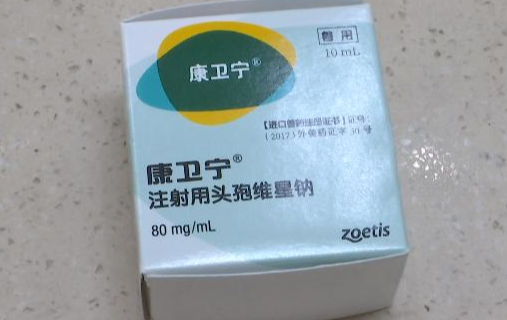 康卫宁®
兽用
10 mL
【进口兽药注册证书】证号:
(2017)外兽药证字 30 号
康卫宁®
注射用头孢维星钠
80 mg/mL
zoetis